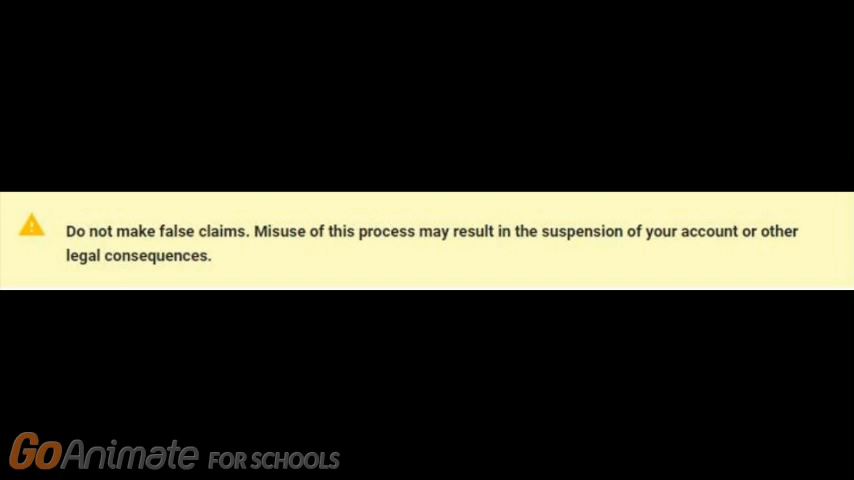 Do not make false claims. Misuse of this process may result in the suspension of your account or other
legal consequences.
GoAnimate FOR SCHOOLS